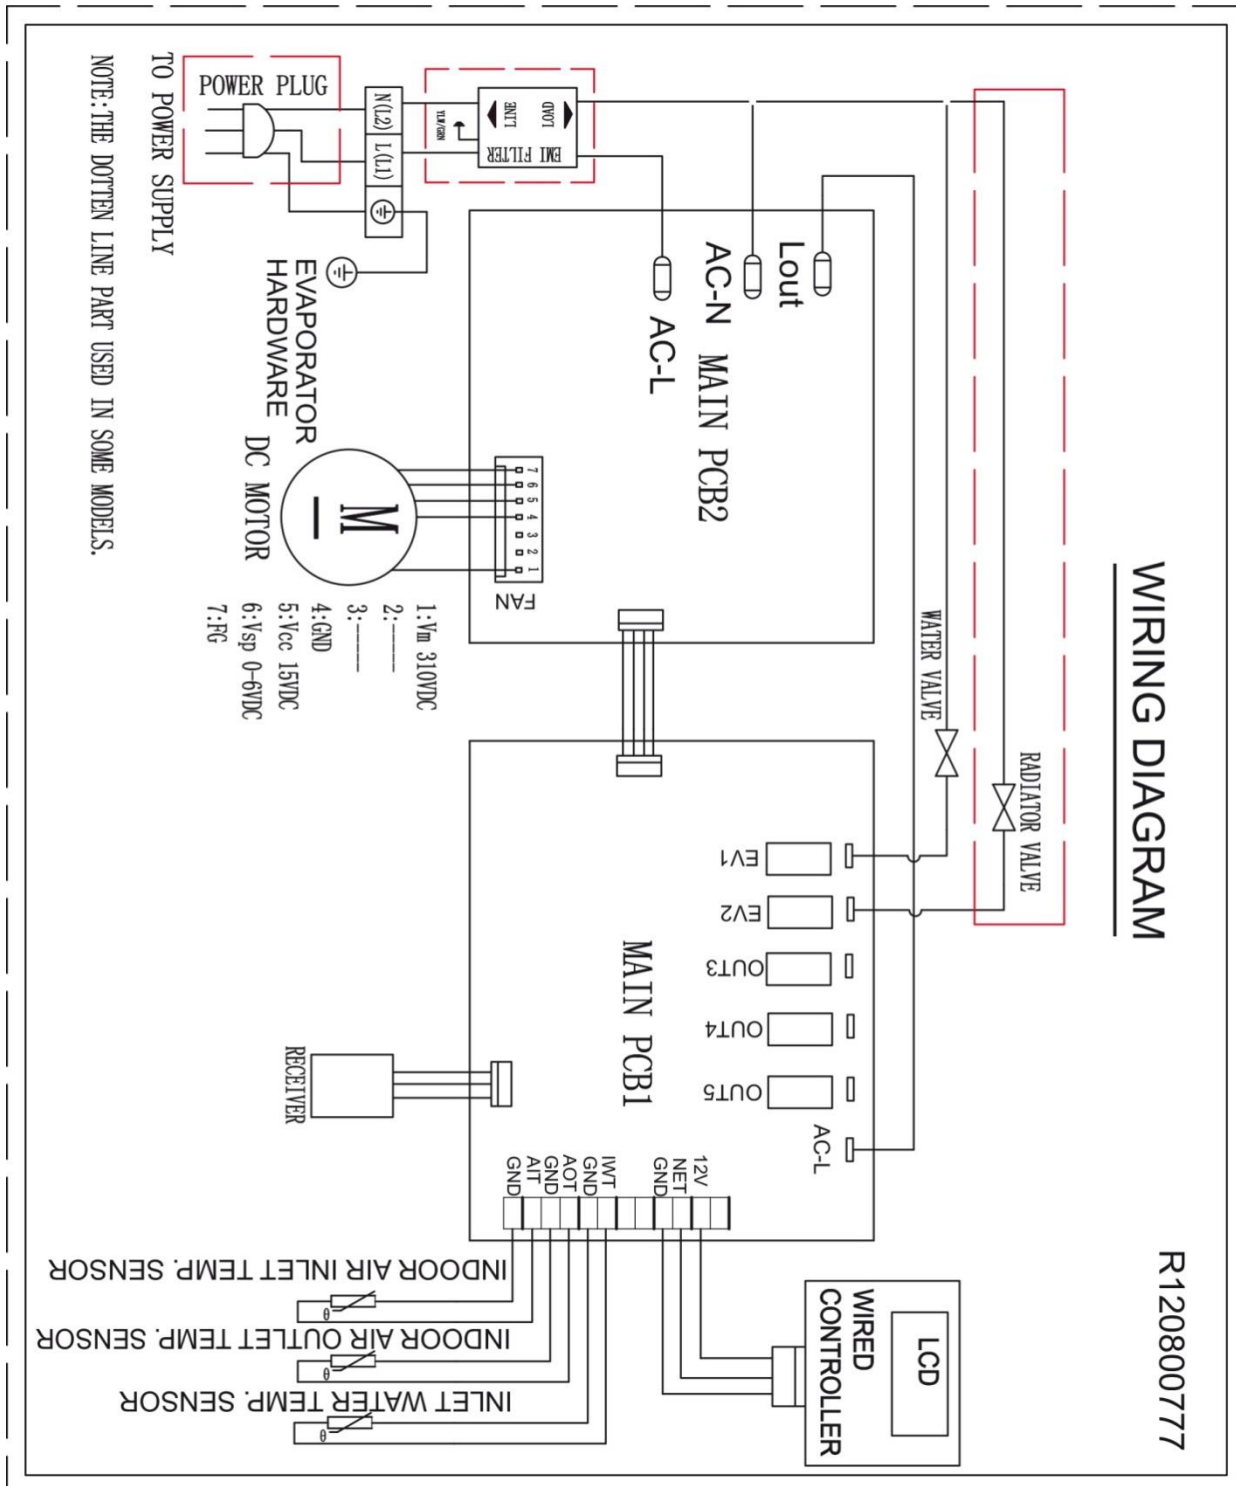 WIRING DIAGRAM
R120800777
RADIATOR VALVE
WATER VALVE
Lout
AC-N
AC-L
MAIN PCB2
LOAD
LINE
EMI FILTER
YLW/GRN
POWER PLUG
N(L2)
L(L1)
TO POWER SUPPLY
NOTE:THE DOTTEN LINE PART USED IN SOME MODELS.
EVAPORATOR
HARDWARE
DC MOTOR
M
7
6
5
4
3
2
1
FAN
1:Vm 310VDC
2:-----
3:-----
4:GND
5:Vcc 15VDC
6:Vsp 0-6VDC
7:FG
EV1
EV2
OUT3
OUT4
OUT5
AC-L
MAIN PCB1
RECEIVER
GND
AIT
GND
AOT
GND
IWT
GND
NET
12V
LCD
WIRED
CONTROLLER
INDOOR AIR INLET TEMP. SENSOR
θ
INDOOR AIR OUTLET TEMP. SENSOR
θ
INLET WATER TEMP. SENSOR
θ